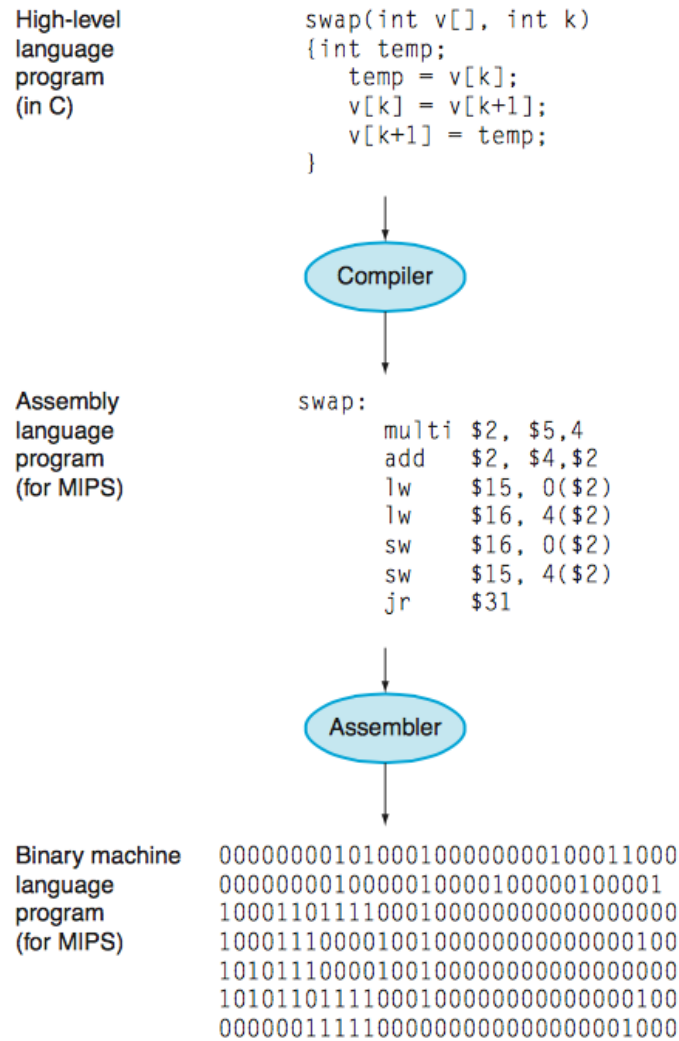 High-level swap(int v[], int k)
language {int temp;
program temp = v[k];
(in C) v[k] = v[k+1];
v[k+1] = temp;
}
Compiler
Assembly swap:
language multi $2, $5,4
program add $2, $4,$2
(for MIPS) lw $15, 0($2)
lw $16, 4($2)
sw $16, 0($2)
sw $15, 4($2)
jr $31
Assembler
Binary machine 00000000101000100000000100011000
language 0000000010000010000100000100001
program 10001101111000100000000000000000
(for MIPS) 10001110000100100000000000000100
10101110000100100000000000000000
10101101111000100000000000000100
00000011111000000000000000001000